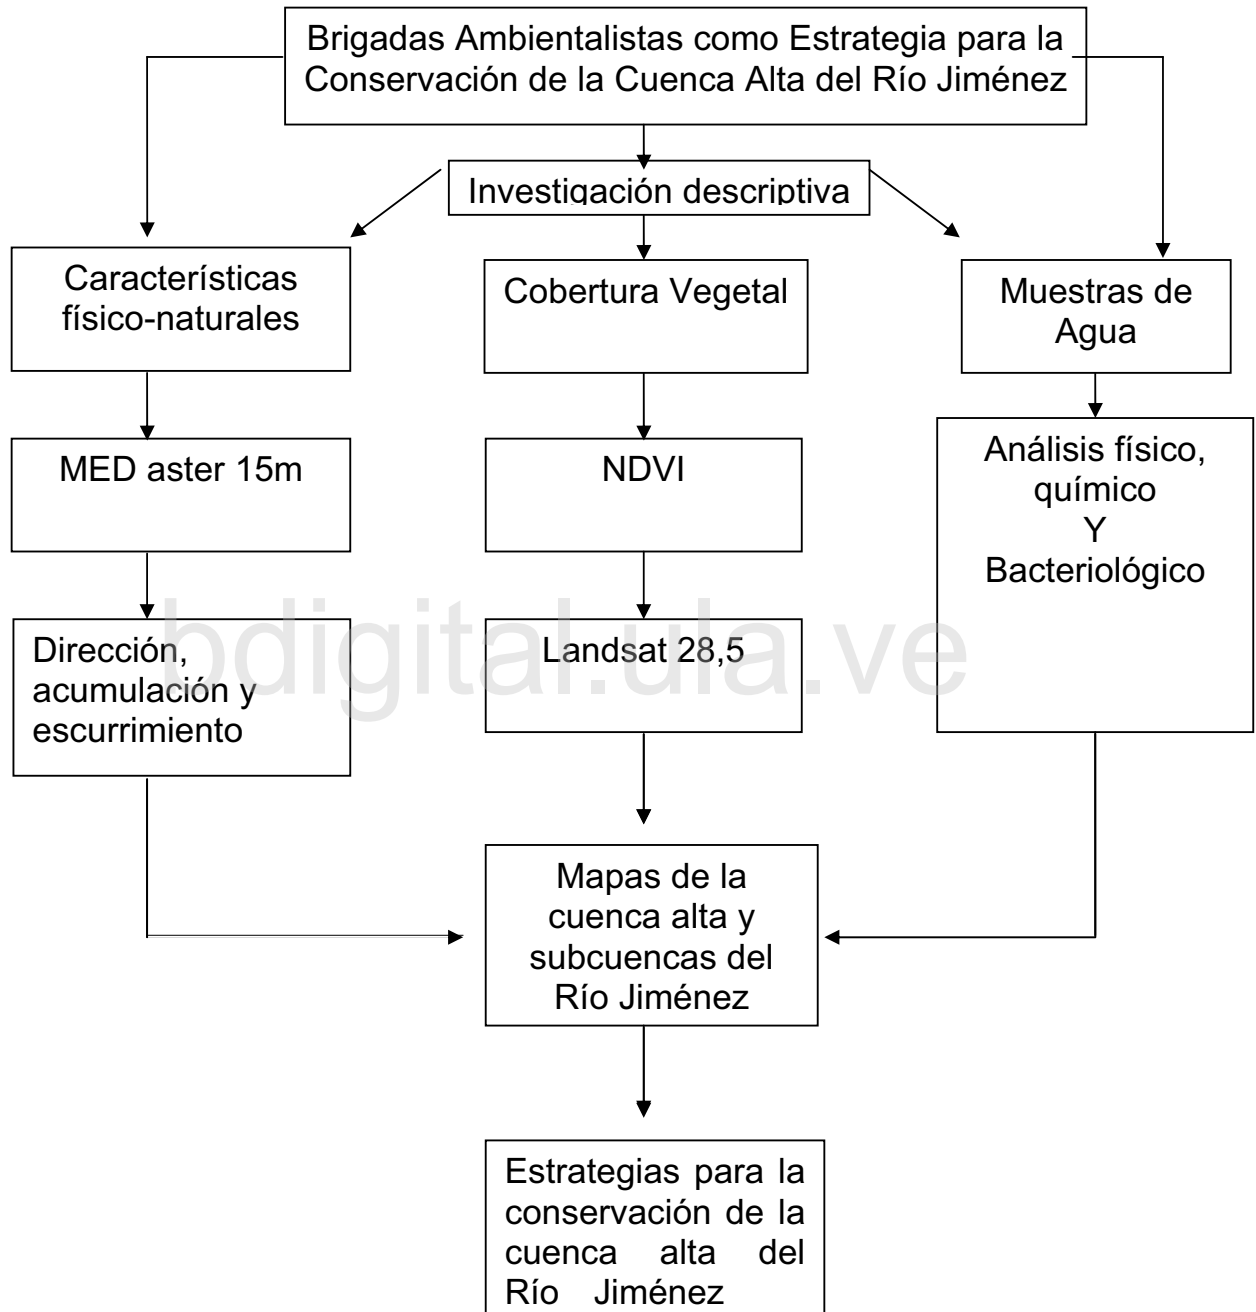 Brigadas Ambientalistas como Estrategia para la
Conservación de la Cuenca Alta del Río Jiménez
Investigación descriptiva
Características
físico-naturales
Cobertura Vegetal
Muestras de
Agua
MED aster 15m
NDVI
Análisis físico,
químico
Y
Bacteriológico
Dirección,
acumulación y
escurrimiento
Landsat 28,5
bdigital.ula.ve
Mapas de la
cuenca alta y
subcuencas del
Río Jiménez
Estrategias para la
conservación de la
cuenca alta del
Río Jiménez